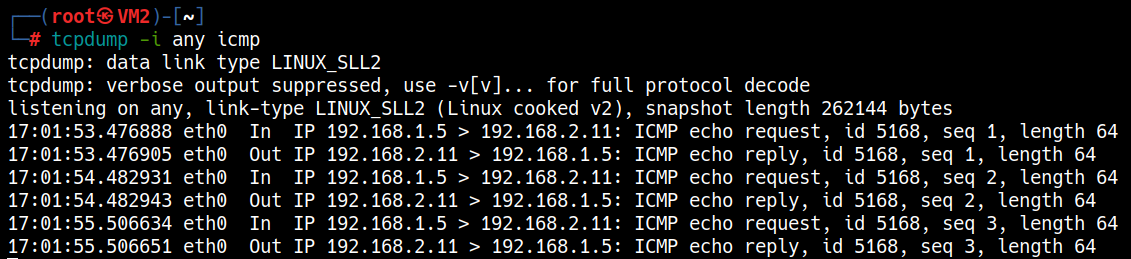 ┌──(root㉿VM2)-[~]
└─# tcpdump -i any icmp
tcpdump: data link type LINUX_SLL2
tcpdump: verbose output suppressed, use -v[v]... for full protocol decode
listening on any, link-type LINUX_SLL2 (Linux cooked v2), snapshot length 262144 bytes
17:01:53.476888 eth0  In  IP 192.168.1.5 > 192.168.2.11: ICMP echo request, id 5168, seq 1, length 64
17:01:53.476905 eth0  Out IP 192.168.2.11 > 192.168.1.5: ICMP echo reply, id 5168, seq 1, length 64
17:01:54.482931 eth0  In  IP 192.168.1.5 > 192.168.2.11: ICMP echo request, id 5168, seq 2, length 64
17:01:54.482943 eth0  Out IP 192.168.2.11 > 192.168.1.5: ICMP echo reply, id 5168, seq 2, length 64
17:01:55.506634 eth0  In  IP 192.168.1.5 > 192.168.2.11: ICMP echo request, id 5168, seq 3, length 64
17:01:55.506651 eth0  Out IP 192.168.2.11 > 192.168.1.5: ICMP echo reply, id 5168, seq 3, length 64